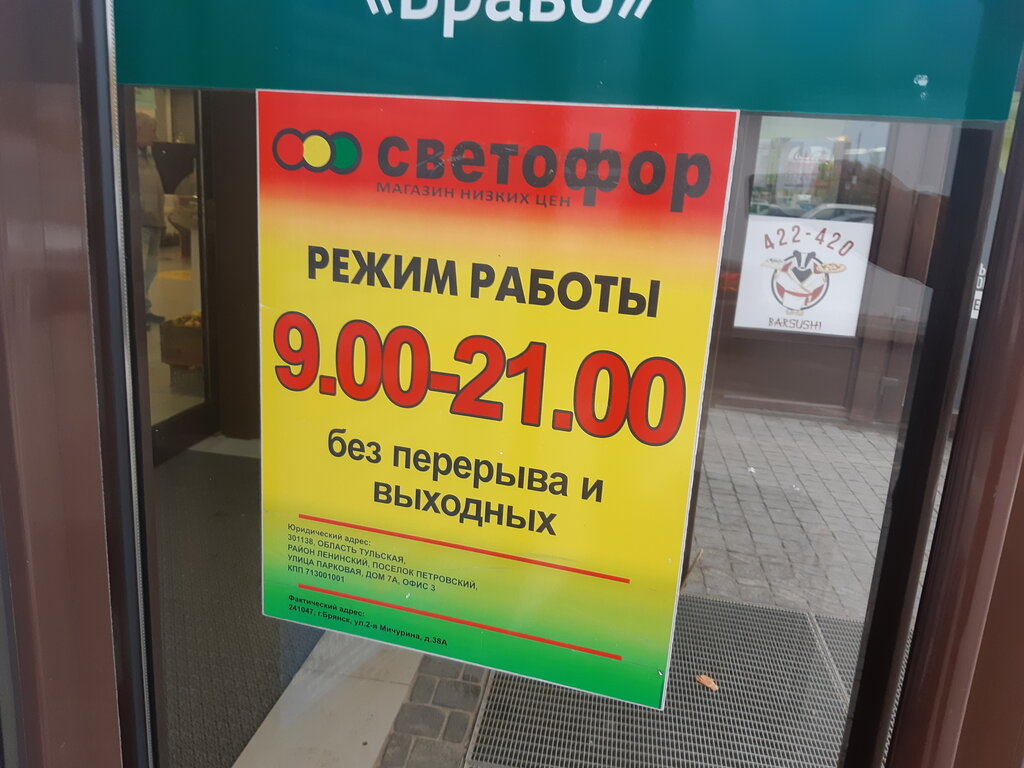 «Браво»
светофор
МАГАЗИН НИЗКИХ ЦЕН
РЕЖИМ РАБОТЫ
9.00-21.00
без перерыва и
выходных
Юридический адрес:
301138, ОБЛАСТЬ ТУЛЬСКАЯ,
РАЙОН ЛЕНИНСКИЙ, ПОСЕЛОК ПЕТРОВСКИЙ,
УЛИЦА ПАРКОВАЯ, ДОМ 7А, ОФИС 3
КПП 713001001
Фактический адрес:
241047, г.Брянск, ул.2-я Мичурина, д.38А
422-420
BARSUSHI